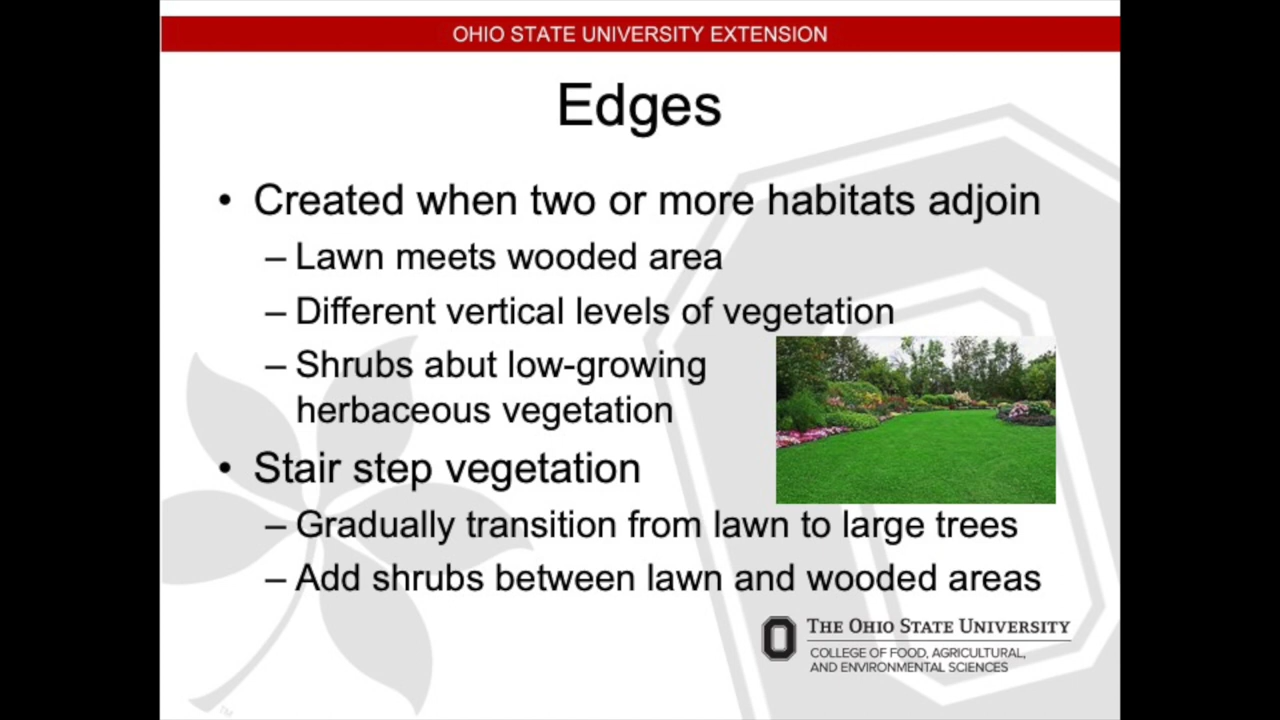 OHIO STATE UNIVERSITY EXTENSION
Edges
• Created when two or more habitats adjoin
– Lawn meets wooded area
– Different vertical levels of vegetation
– Shrubs abut low-growing
herbaceous vegetation
• Stair step vegetation
– Gradually transition from lawn to large trees
– Add shrubs between lawn and wooded areas
THE OHIO STATE UNIVERSITY
COLLEGE OF FOOD, AGRICULTURAL,
AND ENVIRONMENTAL SCIENCES
TM